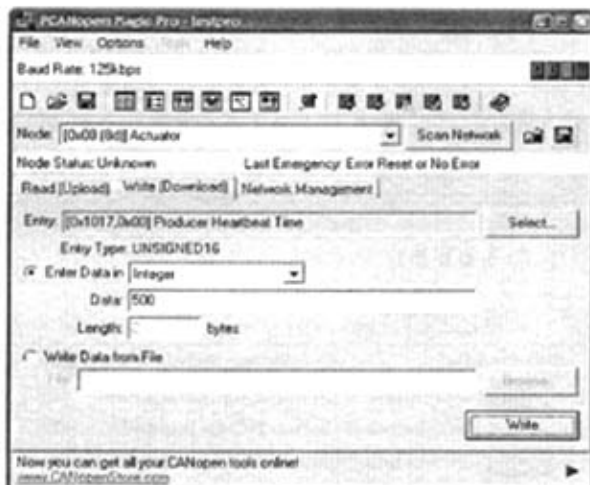 PCANopen Magic Pro - testpro
File View Options Help
Baud Rate: 125kbps
Node: [0x08 (8d)] Actuator Scan Network
Node Status: Unknown Last Emergency: Error Reset or No Error
Read (Upload) Write (Download) Network Management
Entry: [0x1017,0x00] Producer Heartbeat Time Select...
Entry Type: UNSIGNED16
Enter Data in Integer
Data: 500
Length: bytes
Write Data from File
File Browse...
Write
Now you can get all your CANopen tools online!
www.CANopenStore.com